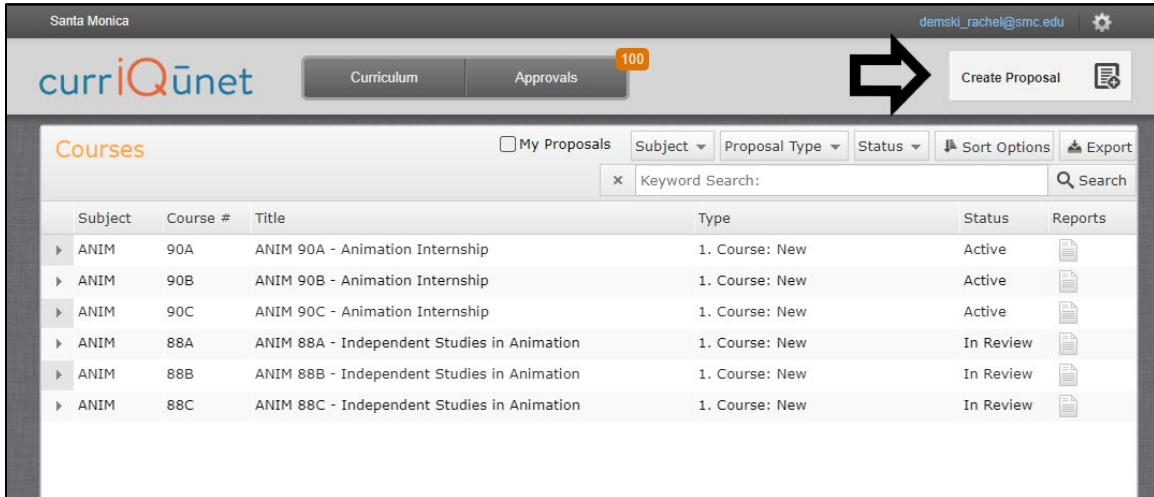 Santa Monica demski_rachel@smc.edu
currIQūnet Curriculum Approvals 100 Create Proposal
Courses My Proposals Subject Proposal Type Status Sort Options Export
× Keyword Search: Search
Subject Course # Title Type Status Reports
ANIM 90A ANIM 90A - Animation Internship 1. Course: New Active
ANIM 90B ANIM 90B - Animation Internship 1. Course: New Active
ANIM 90C ANIM 90C - Animation Internship 1. Course: New Active
ANIM 88A ANIM 88A - Independent Studies in Animation 1. Course: New In Review
ANIM 88B ANIM 88B - Independent Studies in Animation 1. Course: New In Review
ANIM 88C ANIM 88C - Independent Studies in Animation 1. Course: New In Review